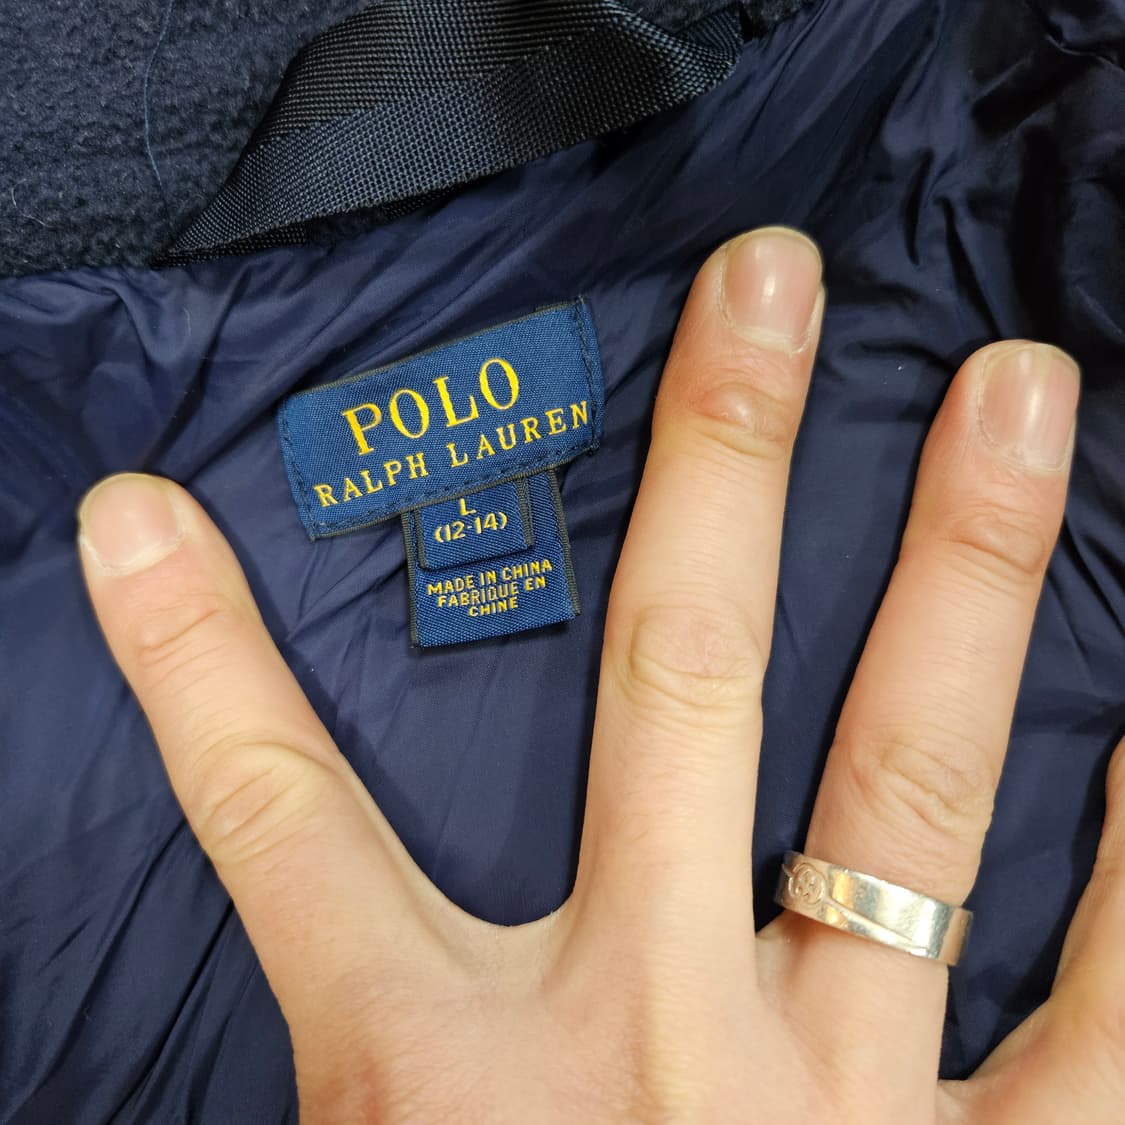 POLO
RALPH LAUREN
L
(12-14)
MADE IN CHINA
FABRIQUE EN
CHINE